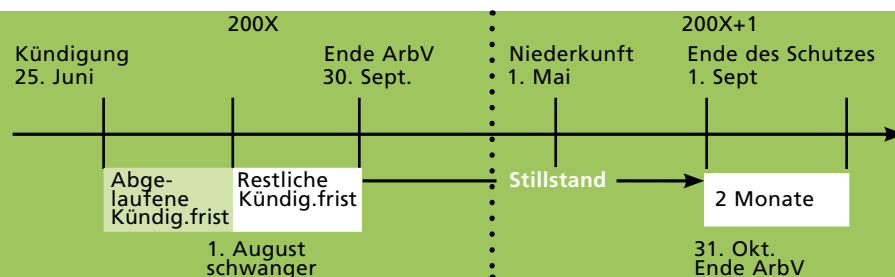 200X
200X+1
Kündigung
25. Juni
Ende ArbV
30. Sept.
Niederkunft
1. Mai
Ende des Schutzes
1. Sept
Abge-
laufene
Kündig.frist
Restliche
Kündig.frist
Stillstand
2 Monate
1. August
schwanger
31. Okt.
Ende ArbV